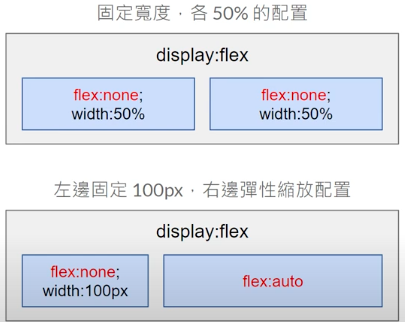 固定寬度，各 50% 的配置
display:flex
flex:none;
width:50%
flex:none;
width:50%
左邊固定 100px，右邊彈性縮放配置
display:flex
flex:none;
width:100px
flex:auto